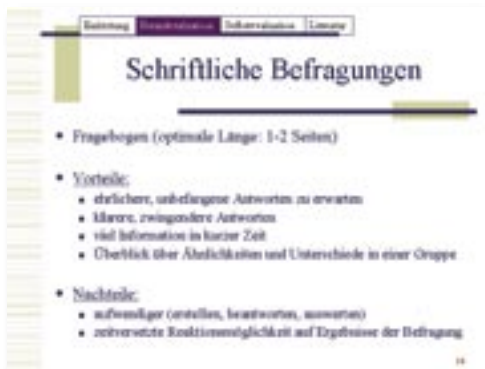 Einleitung Fremdevaluation Selbstevaluation Literatur
Schriftliche Befragungen
Fragebogen (optimale Länge: 1-2 Seiten)
Vorteile:
ehrlichere, unbefangene Antworten zu erwarten
klarere, zwingendere Antworten
viel Information in kurzer Zeit
Überblick über Ähnlichkeiten und Unterschiede in einer Gruppe
Nachteile:
aufwendiger (erstellen, beantworten, auswerten)
zeitversetzte Reaktionsmöglichkeit auf Ergebnisse der Befragung